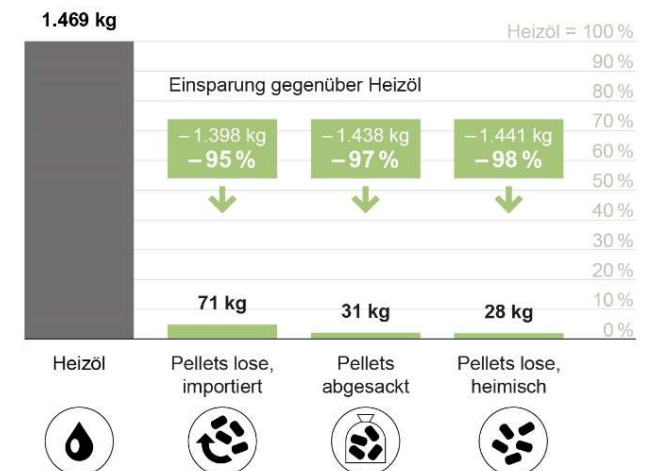 1.469 kg
Heizöl = 100 %
90 %
Einsparung gegenüber Heizöl
80 %
70 %
– 1.398 kg
– 95 %
– 1.438 kg
– 97 %
– 1.441 kg
– 98 %
60 %
50 %
40 %
30 %
20 %
10 %
0 %
71 kg
31 kg
28 kg
Heizöl
Pellets lose,
importiert
Pellets
abgesackt
Pellets lose,
heimisch